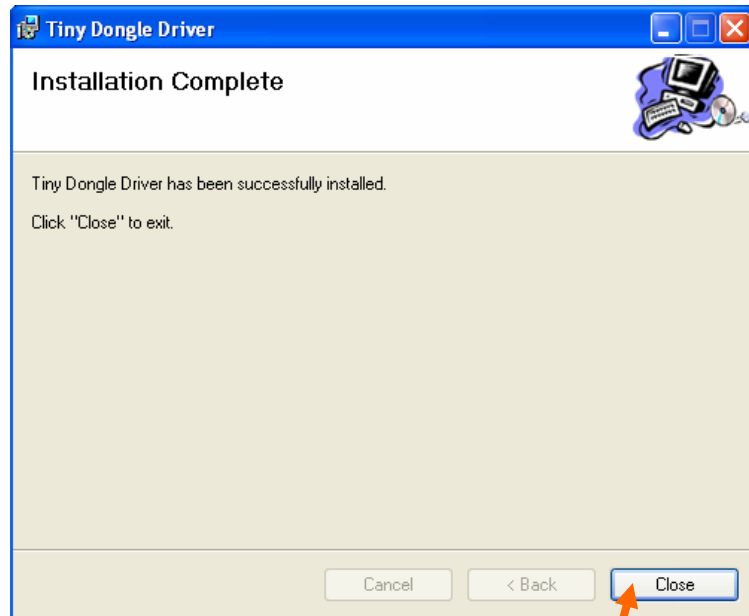 Tiny Dongle Driver
Installation Complete
Tiny Dongle Driver has been successfully installed.
Click "Close" to exit.
Cancel
< Back
Close